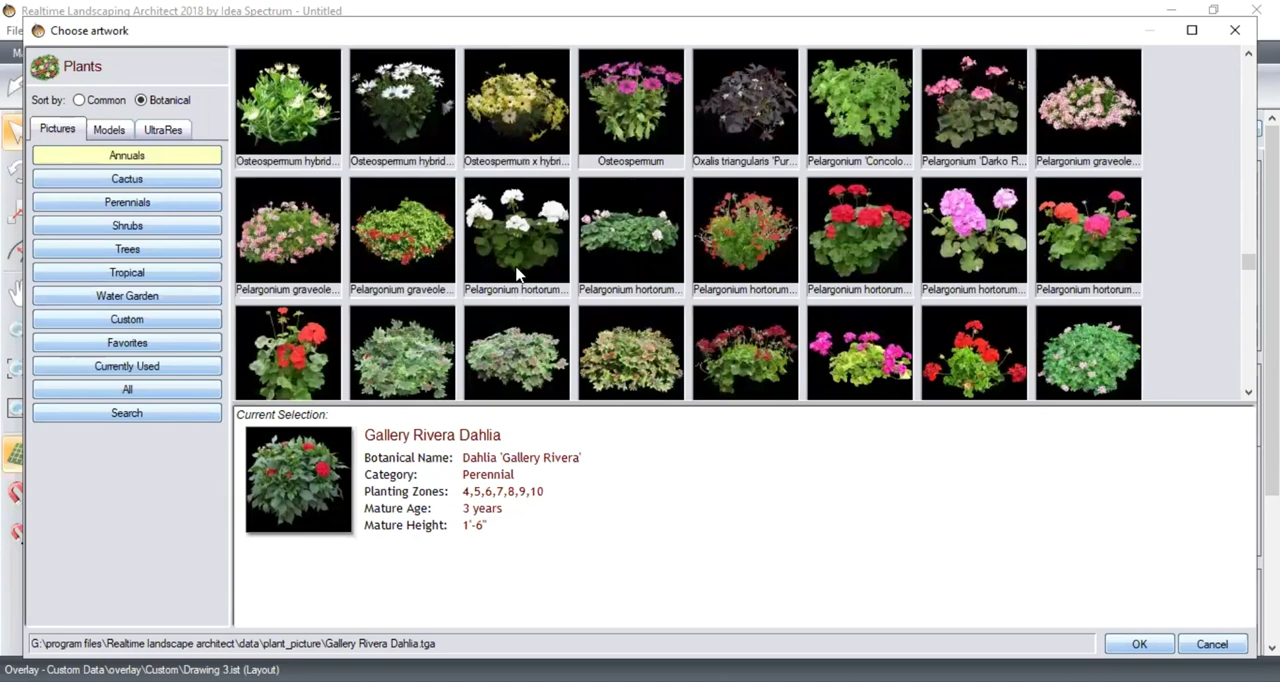 Realtime Landscaping Architect 2018 by Idea Spectrum - Untitled
File
Choose artwork
Plants
Sort by: Common Botanical
Pictures Models UltraRes
Annuals
Cactus
Perennials
Shrubs
Trees
Tropical
Water Garden
Custom
Favorites
Currently Used
All
Search
Osteospermum hybrid... Osteospermum hybrid... Osteospermum x hybri... Osteospermum Oxalis triangularis 'Pur... Pelargonium 'Concolo... Pelargonium 'Darko R... Pelargonium graveole...
Pelargonium graveole... Pelargonium graveole... Pelargonium hortorum... Pelargonium hortorum... Pelargonium hortorum... Pelargonium hortorum... Pelargonium hortorum... Pelargonium hortorum...
Current Selection:
Gallery Rivera Dahlia
Botanical Name: Dahlia 'Gallery Rivera'
Category: Perennial
Planting Zones: 4,5,6,7,8,9,10
Mature Age: 3 years
Mature Height: 1'-6"
G:\program files\Realtime landscape architect\data\plant_picture\Gallery Rivera Dahlia.tga
OK Cancel
Overlay - Custom Data\overlay\Custom\Drawing 3.ist (Layout)